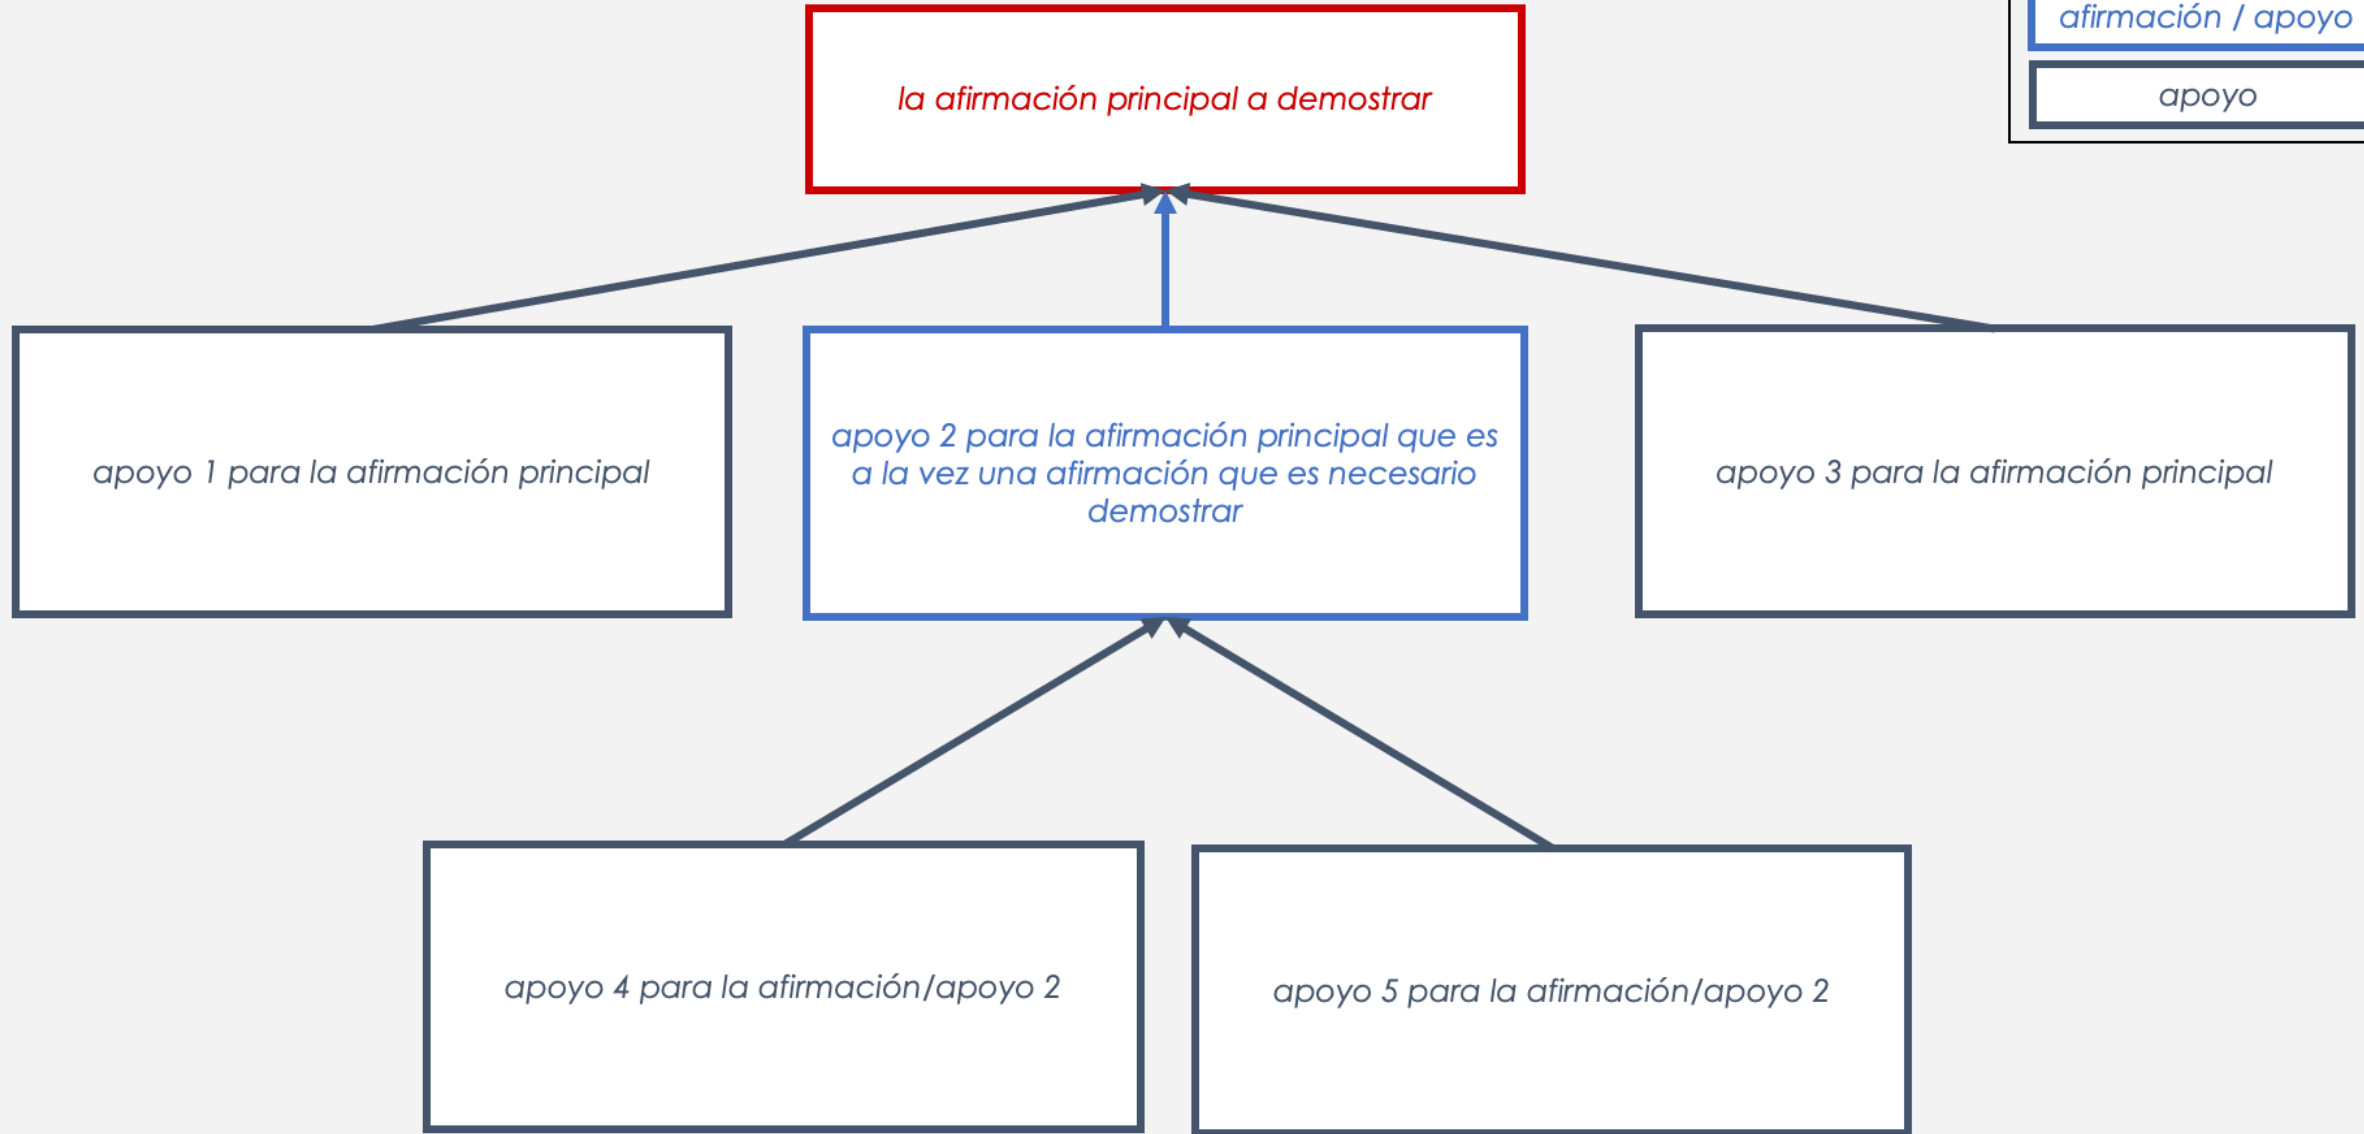 afirmación / apoyo
apoyo
la afirmación principal a demostrar
apoyo 1 para la afirmación principal
apoyo 2 para la afirmación principal que es
a la vez una afirmación que es necesario
demostrar
apoyo 3 para la afirmación principal
apoyo 4 para la afirmación/apoyo 2
apoyo 5 para la afirmación/apoyo 2